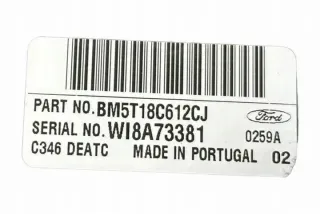 PART NO. BM5T18C612CJ
Ford
SERIAL NO. WI8A73381
0259A
C346 DEATC MADE IN PORTUGAL 02